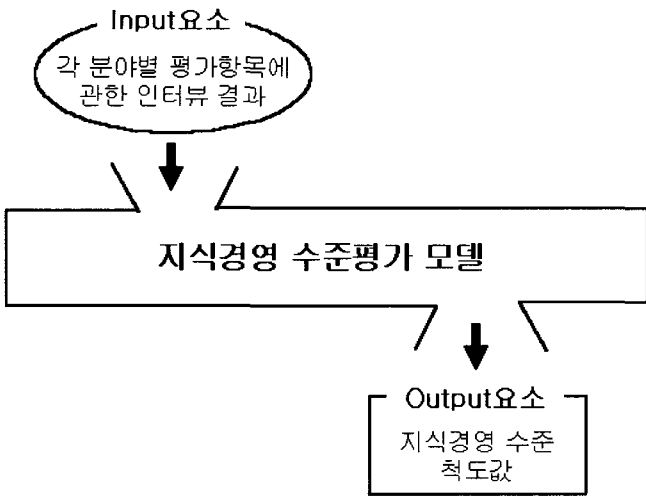 Input요소
각 분야별 평가항목에
관한 인터뷰 결과
지식경영 수준평가 모델
Output요소
지식경영 수준
척도값